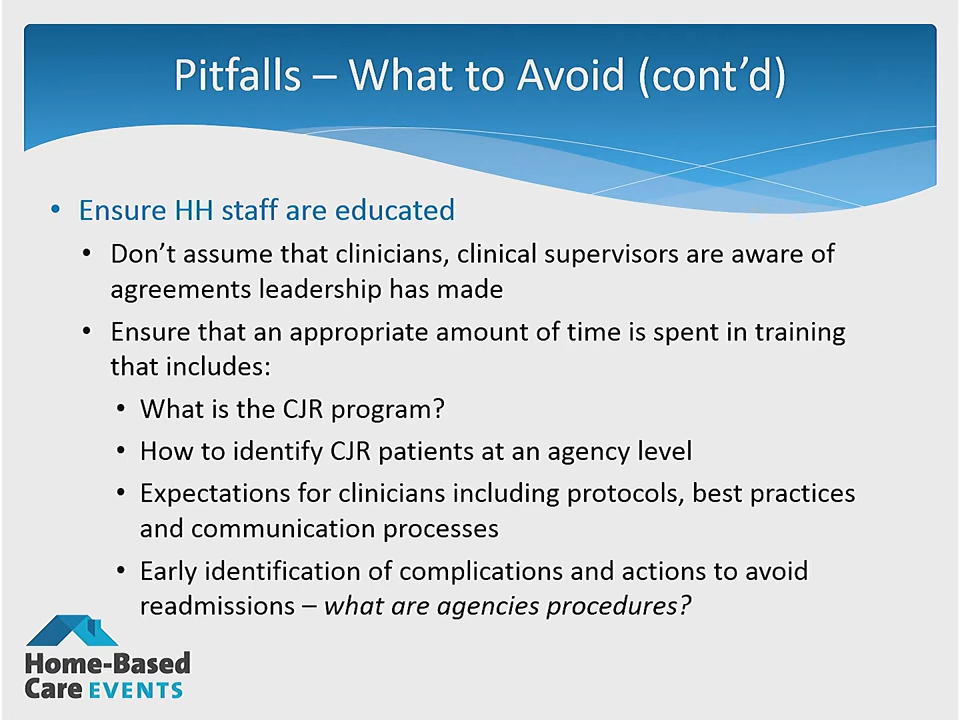 Pitfalls – What to Avoid (cont’d)
• Ensure HH staff are educated
• Don’t assume that clinicians, clinical supervisors are aware of
agreements leadership has made
• Ensure that an appropriate amount of time is spent in training
that includes:
• What is the CJR program?
• How to identify CJR patients at an agency level
• Expectations for clinicians including protocols, best practices
and communication processes
• Early identification of complications and actions to avoid
readmissions – what are agencies procedures?
Home-Based
Care EVENTS